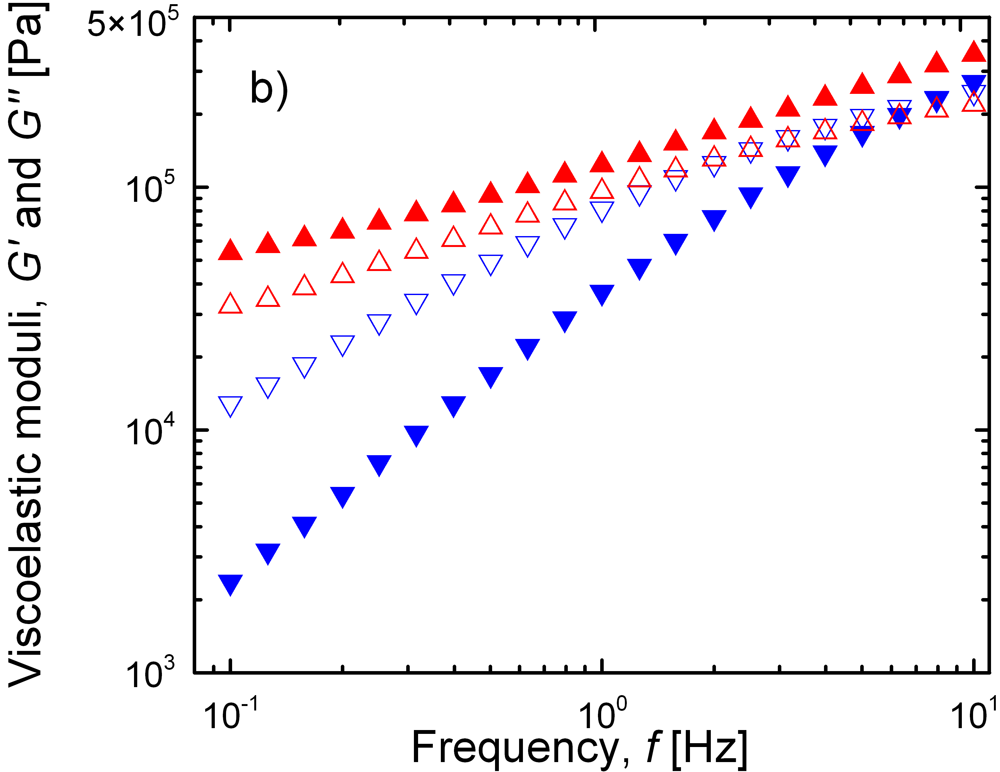 Viscoelastic moduli, G′ and G″ [Pa]
5×10⁵
10⁵
10⁴
10³
b)
10⁻¹
10⁰
10¹
Frequency, f [Hz]